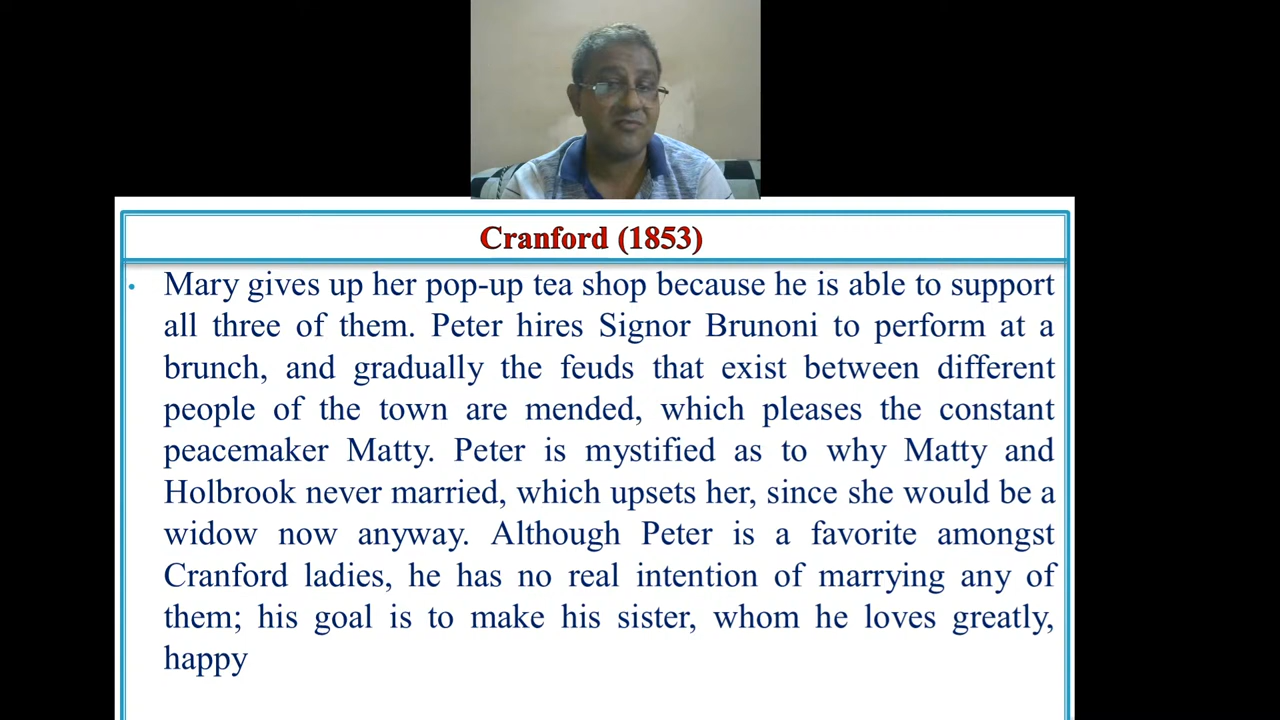 Cranford (1853)
• Mary gives up her pop-up tea shop because he is able to support
all three of them. Peter hires Signor Brunoni to perform at a
brunch, and gradually the feuds that exist between different
people of the town are mended, which pleases the constant
peacemaker Matty. Peter is mystified as to why Matty and
Holbrook never married, which upsets her, since she would be a
widow now anyway. Although Peter is a favorite amongst
Cranford ladies, he has no real intention of marrying any of
them; his goal is to make his sister, whom he loves greatly,
happy